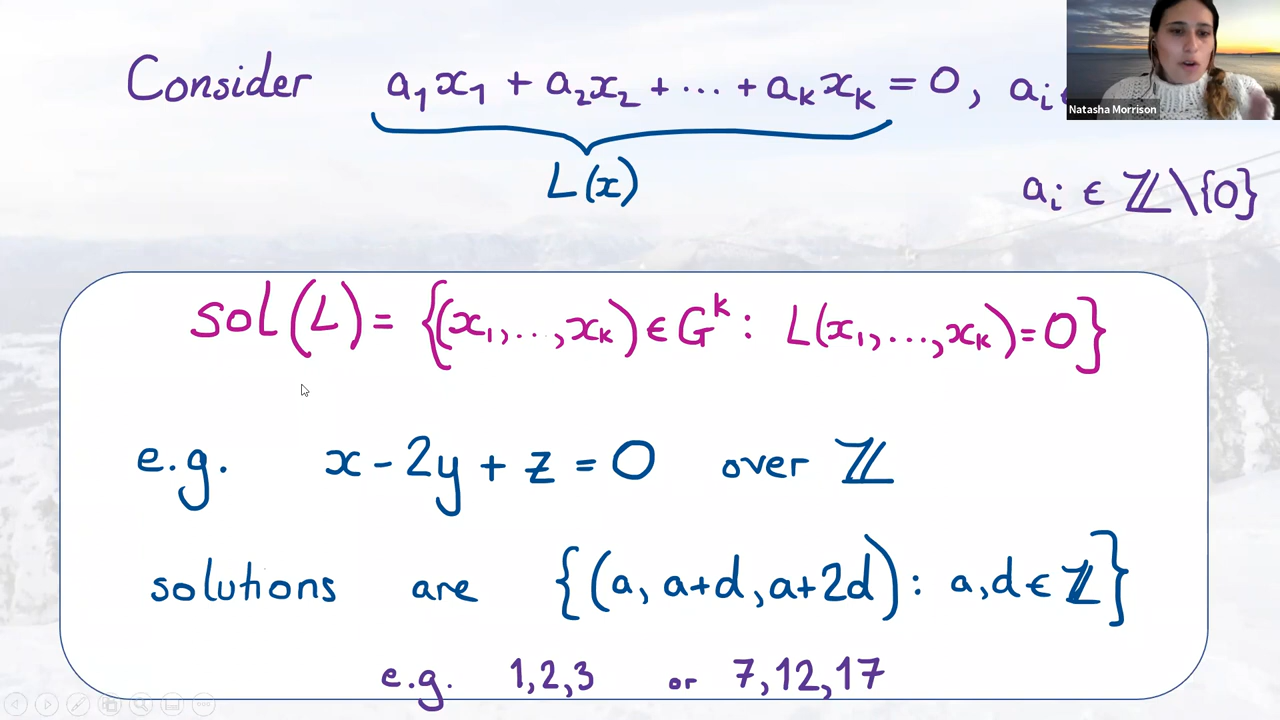 Consider a₁x₁ + a₂x₂ + ... + aₖxₖ = 0, aᵢ
Natasha Morrison
L(x)
aᵢ ∈ ℤ\{0}
sol(L) = {(x₁,...,xₖ) ∈ Gᵏ : L(x₁,...,xₖ)=0}
e.g. x - 2y + z = 0 over ℤ
solutions are {(a, a+d, a+2d) : a,d ∈ ℤ}
e.g. 1,2,3 or 7,12,17